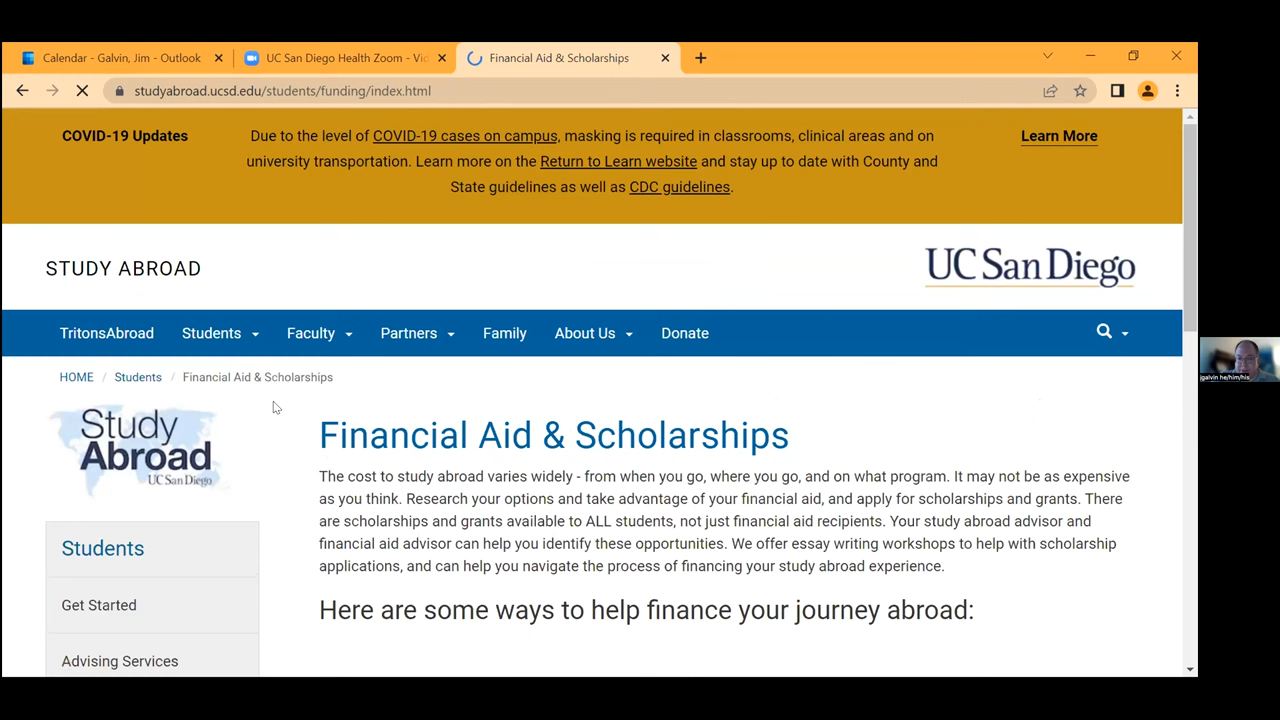 Calendar - Galvin, Jim - Outlook
UC San Diego Health Zoom - Vi
Financial Aid & Scholarships
studyabroad.ucsd.edu/students/funding/index.html
COVID-19 Updates
Due to the level of COVID-19 cases on campus, masking is required in classrooms, clinical areas and on
university transportation. Learn more on the Return to Learn website and stay up to date with County and
State guidelines as well as CDC guidelines.
Learn More
STUDY ABROAD
UC San Diego
TritonsAbroad Students Faculty Partners Family About Us Donate
HOME / Students / Financial Aid & Scholarships
Study
Abroad
UC San Diego
Financial Aid & Scholarships
The cost to study abroad varies widely - from when you go, where you go, and on what program. It may not be as expensive
as you think. Research your options and take advantage of your financial aid, and apply for scholarships and grants. There
are scholarships and grants available to ALL students, not just financial aid recipients. Your study abroad advisor and
financial aid advisor can help you identify these opportunities. We offer essay writing workshops to help with scholarship
applications, and can help you navigate the process of financing your study abroad experience.
Here are some ways to help finance your journey abroad:
Students
Get Started
Advising Services
jgalvin he/him/his